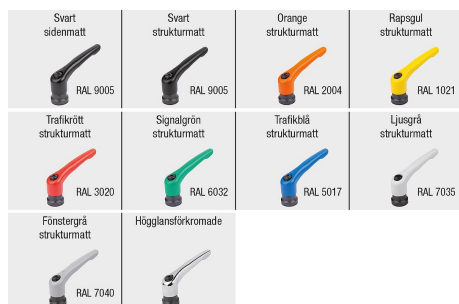 Svart
sidenmatt
RAL 9005
Svart
strukturmatt
RAL 9005
Orange
strukturmatt
RAL 2004
Rapsgul
strukturmatt
RAL 1021
Trafikrött
strukturmatt
RAL 3020
Signalgrön
strukturmatt
RAL 6032
Trafikblå
strukturmatt
RAL 5017
Ljusgrå
strukturmatt
RAL 7035
Fönstergrå
strukturmatt
RAL 7040
Högglansförkromade